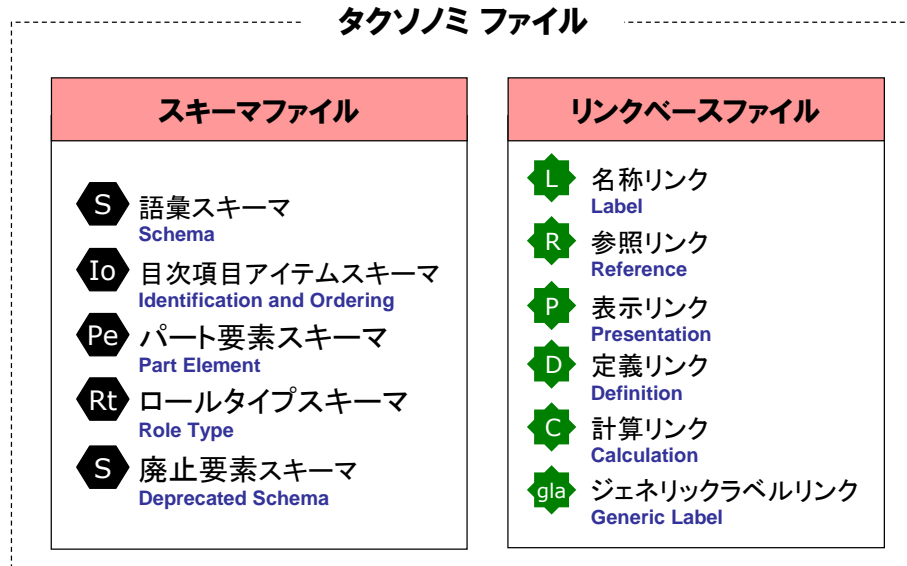 タクソノミ ファイル
スキーマファイル
S 語彙スキーマ
Schema
Io 目次項目アイテムスキーマ
Identification and Ordering
Pe パート要素スキーマ
Part Element
Rt ロールタイプスキーマ
Role Type
S 廃止要素スキーマ
Deprecated Schema
リンクベースファイル
L 名称リンク
Label
R 参照リンク
Reference
P 表示リンク
Presentation
D 定義リンク
Definition
C 計算リンク
Calculation
gla ジェネリックラベルリンク
Generic Label